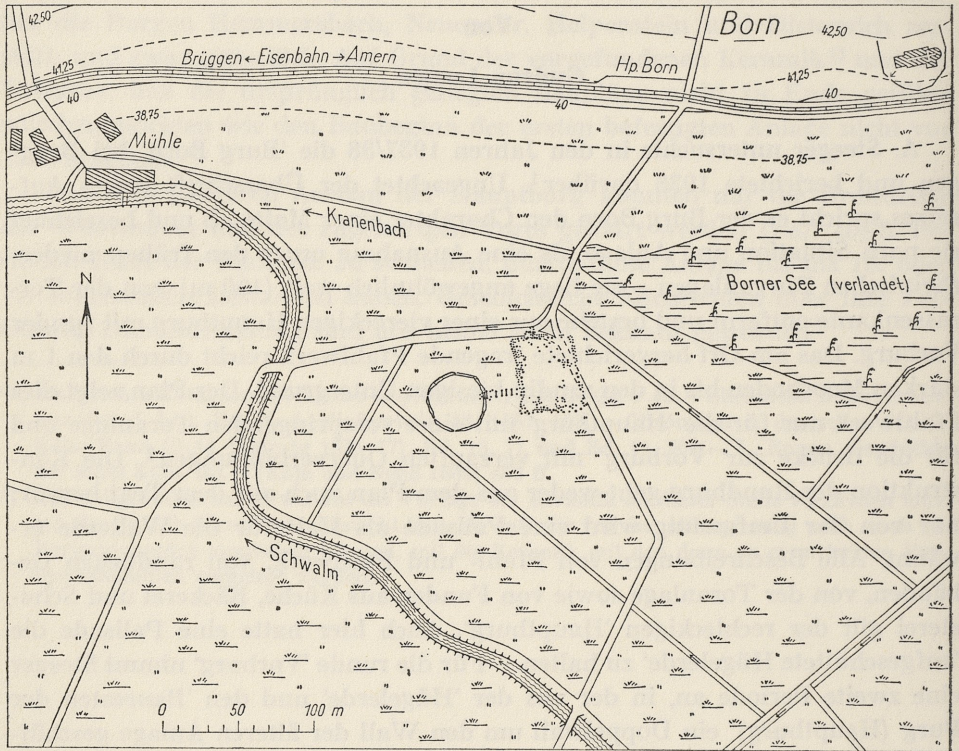 42,50
Born
42,50
Brüggen ← Eisenbahn → Amern
Hp. Born
41,25
41,25
40
40
40
38,75
Mühle
38,75
Kranenbach
Borner See (verlandet)
N
Schwalm
0 50 100 m